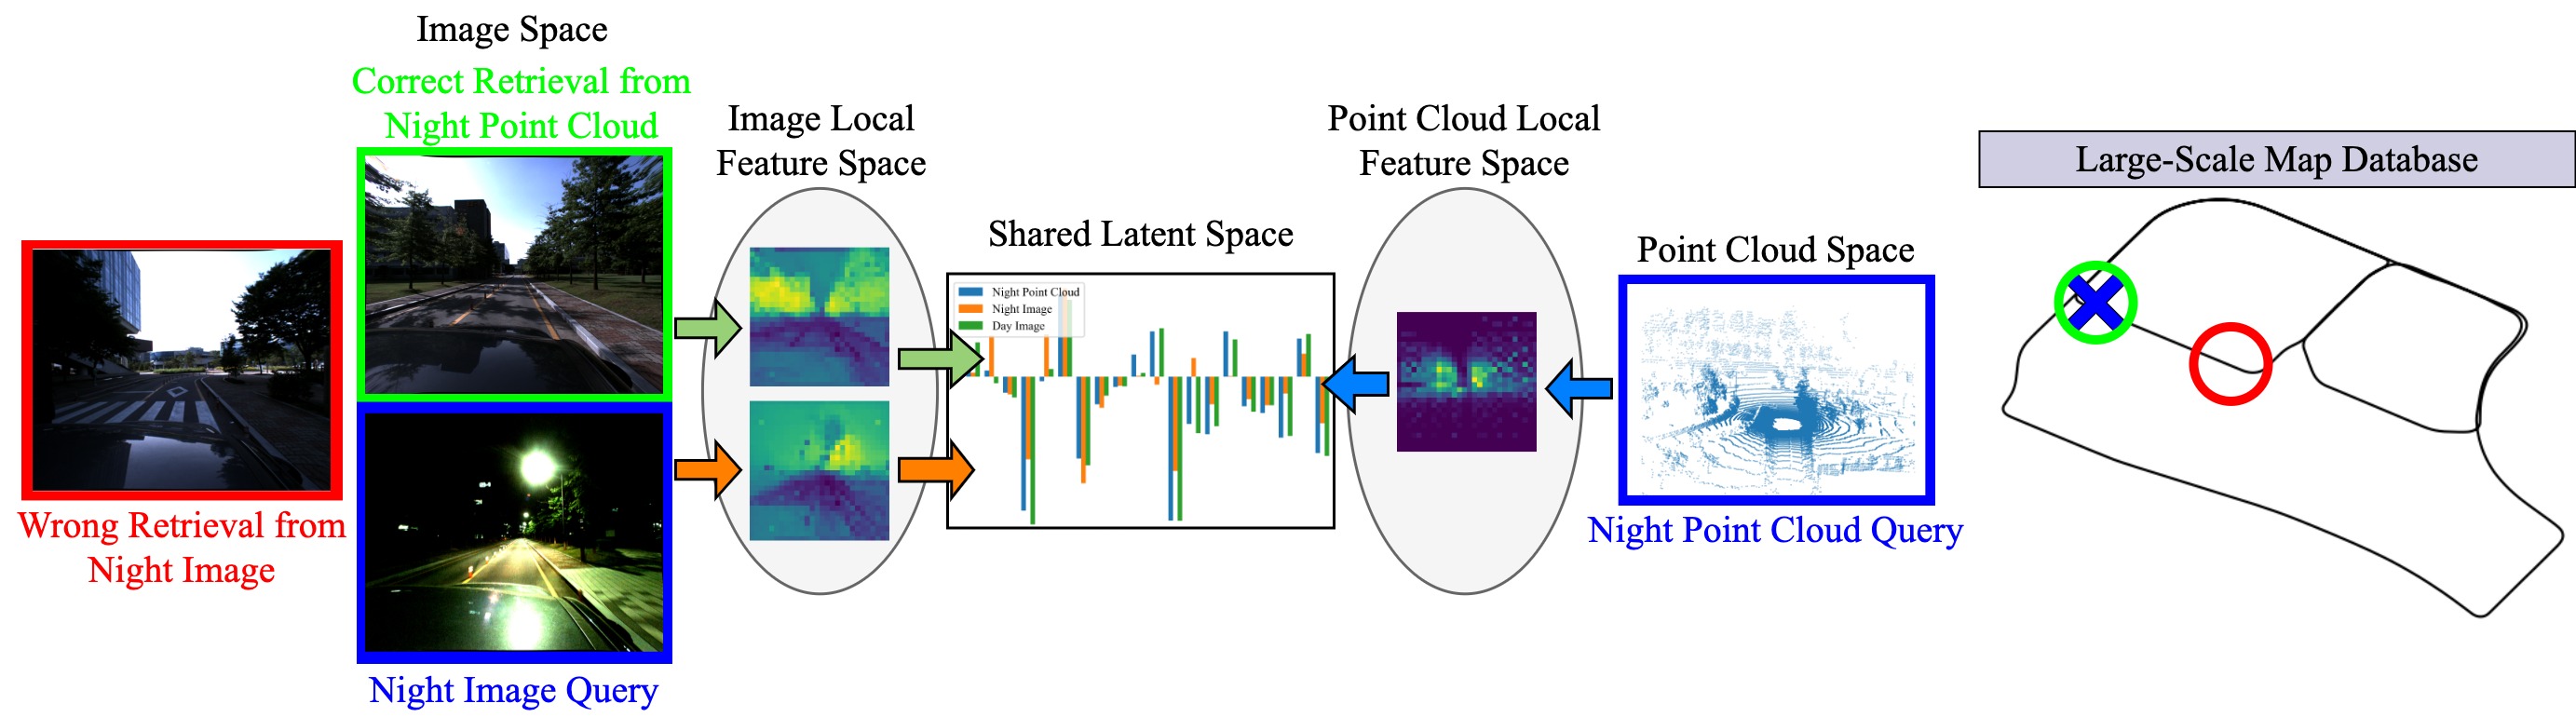 Image Space
Correct Retrieval from
Night Point Cloud
Wrong Retrieval from
Night Image
Night Image Query
Image Local
Feature Space
Shared Latent Space
Night Point Cloud
Night Image
Day Image
Point Cloud Local
Feature Space
Point Cloud Space
Night Point Cloud Query
Large-Scale Map Database